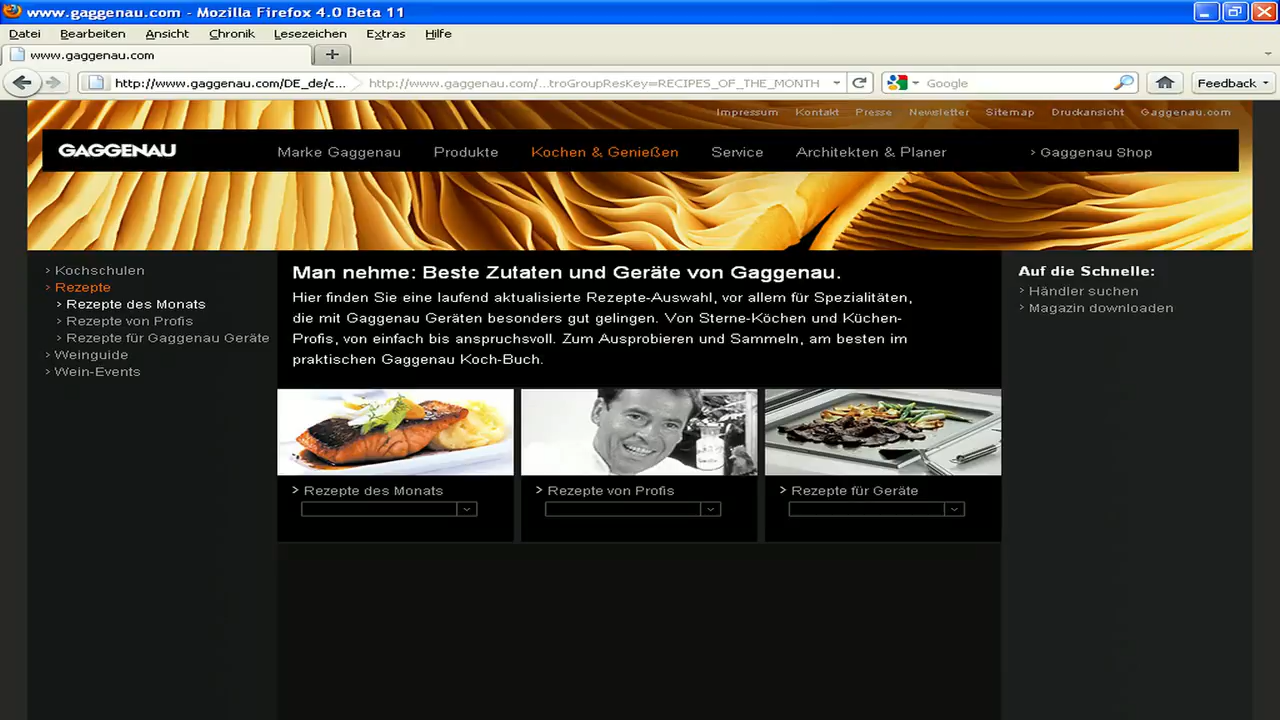 www.gaggenau.com - Mozilla Firefox 4.0 Beta 11
Datei Bearbeiten Ansicht Chronik Lesezeichen Extras Hilfe
www.gaggenau.com
http://www.gaggenau.com/DE_de/c... http://www.gaggenau.com/...troGroupResKey=RECIPES_OF_THE_MONTH Google Feedback
Impressum Kontakt Presse Newsletter Sitemap Druckansicht Gaggenau.com
GAGGENAU Marke Gaggenau Produkte Kochen & Genießen Service Architekten & Planer › Gaggenau Shop
› Kochschulen
› Rezepte
› Rezepte des Monats
› Rezepte von Profis
› Rezepte für Gaggenau Geräte
› Weinguide
› Wein-Events
Man nehme: Beste Zutaten und Geräte von Gaggenau.
Hier finden Sie eine laufend aktualisierte Rezepte-Auswahl, vor allem für Spezialitäten,
die mit Gaggenau Geräten besonders gut gelingen. Von Sterne-Köchen und Küchen-
Profis, von einfach bis anspruchsvoll. Zum Ausprobieren und Sammeln, am besten im
praktischen Gaggenau Koch-Buch.
› Rezepte des Monats
› Rezepte von Profis
› Rezepte für Geräte
Auf die Schnelle:
› Händler suchen
› Magazin downloaden